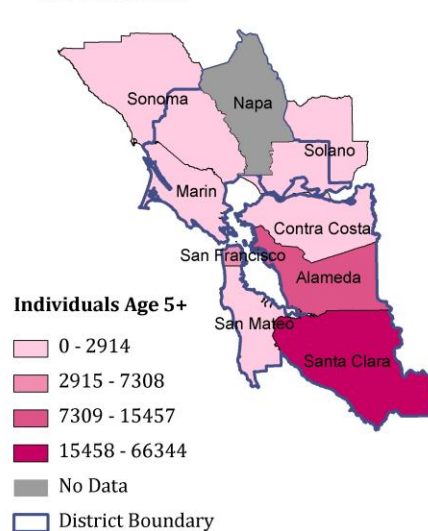 Sonoma
Napa
Solano
Marin
Contra Costa
San Francisco
Alameda
San Mateo
Santa Clara
Individuals Age 5+
0 - 2914
2915 - 7308
7309 - 15457
15458 - 66344
No Data
District Boundary